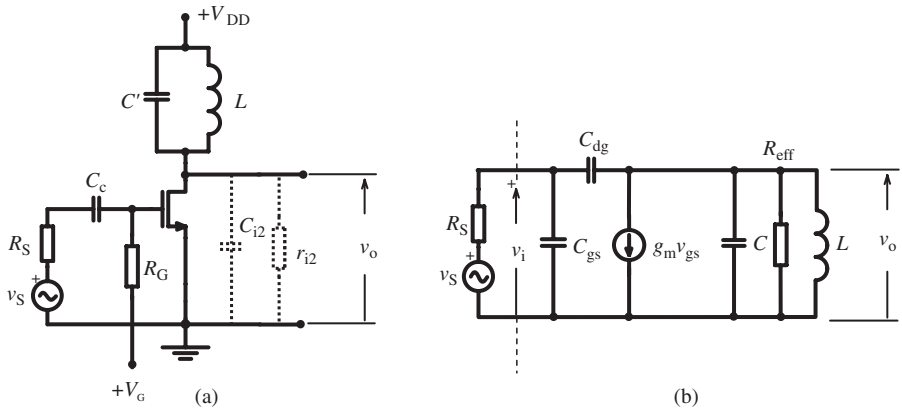 +V_DD
C'
L
C_c
R_S
+
v_S
R_G
C_i2
r_i2
v_o
+V_G
(a)
C_dg
R_eff
+
R_S
+
v_S
v_i
C_gs
g_m v_gs
C
L
v_o
(b)